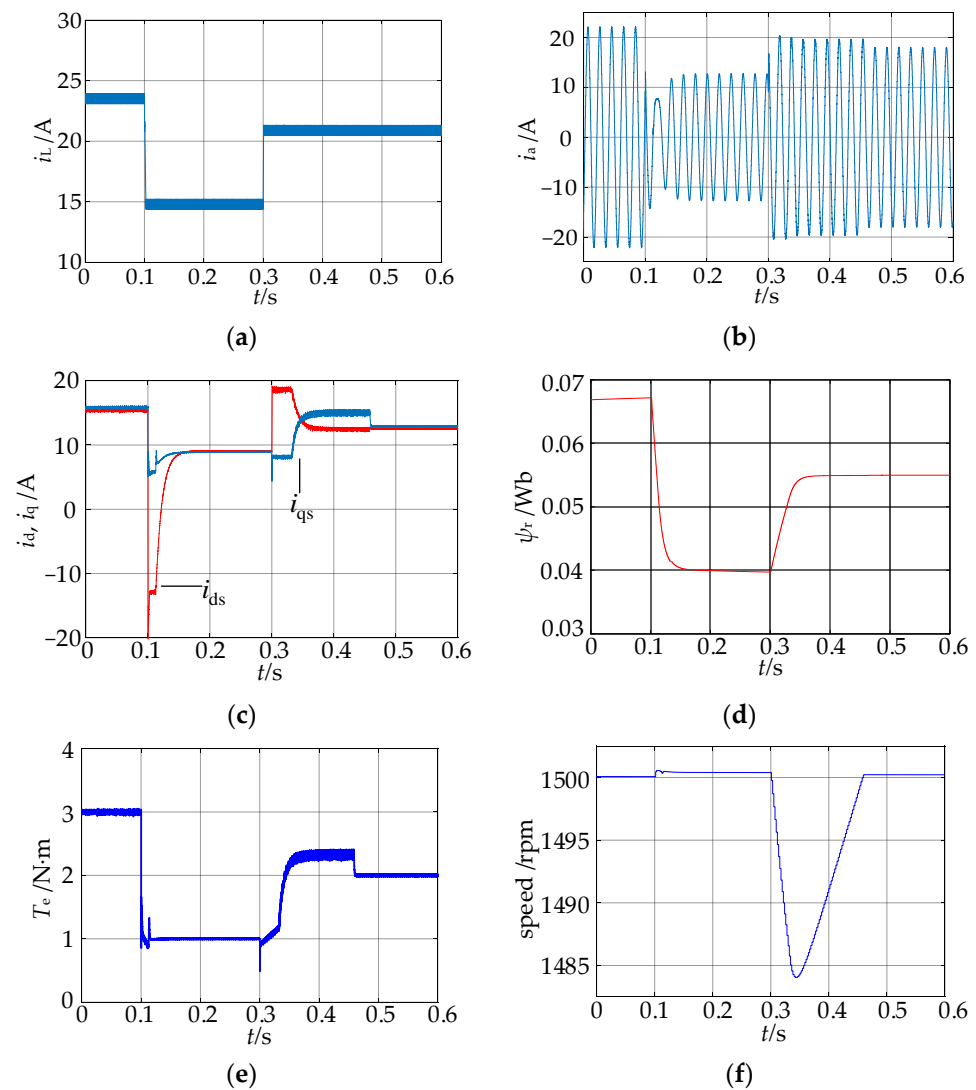 30
25
20
15
10
i_L /A
0 0.1 0.2 0.3 0.4 0.5 0.6
t/s
(a)
20
10
0
−10
−20
i_a /A
0 0.1 0.2 0.3 0.4 0.5 0.6
t/s
(b)
20
10
0
−10
−20
i_d, i_q /A
i_qs
i_ds
0 0.1 0.2 0.3 0.4 0.5 0.6
t/s
(c)
0.07
0.06
0.05
0.04
0.03
ψ_r /Wb
0 0.1 0.2 0.3 0.4 0.5 0.6
t/s
(d)
4
3
2
1
0
T_e /N·m
0 0.1 0.2 0.3 0.4 0.5 0.6
t/s
(e)
1500
1495
1490
1485
speed /rpm
0 0.1 0.2 0.3 0.4 0.5 0.6
t/s
(f)